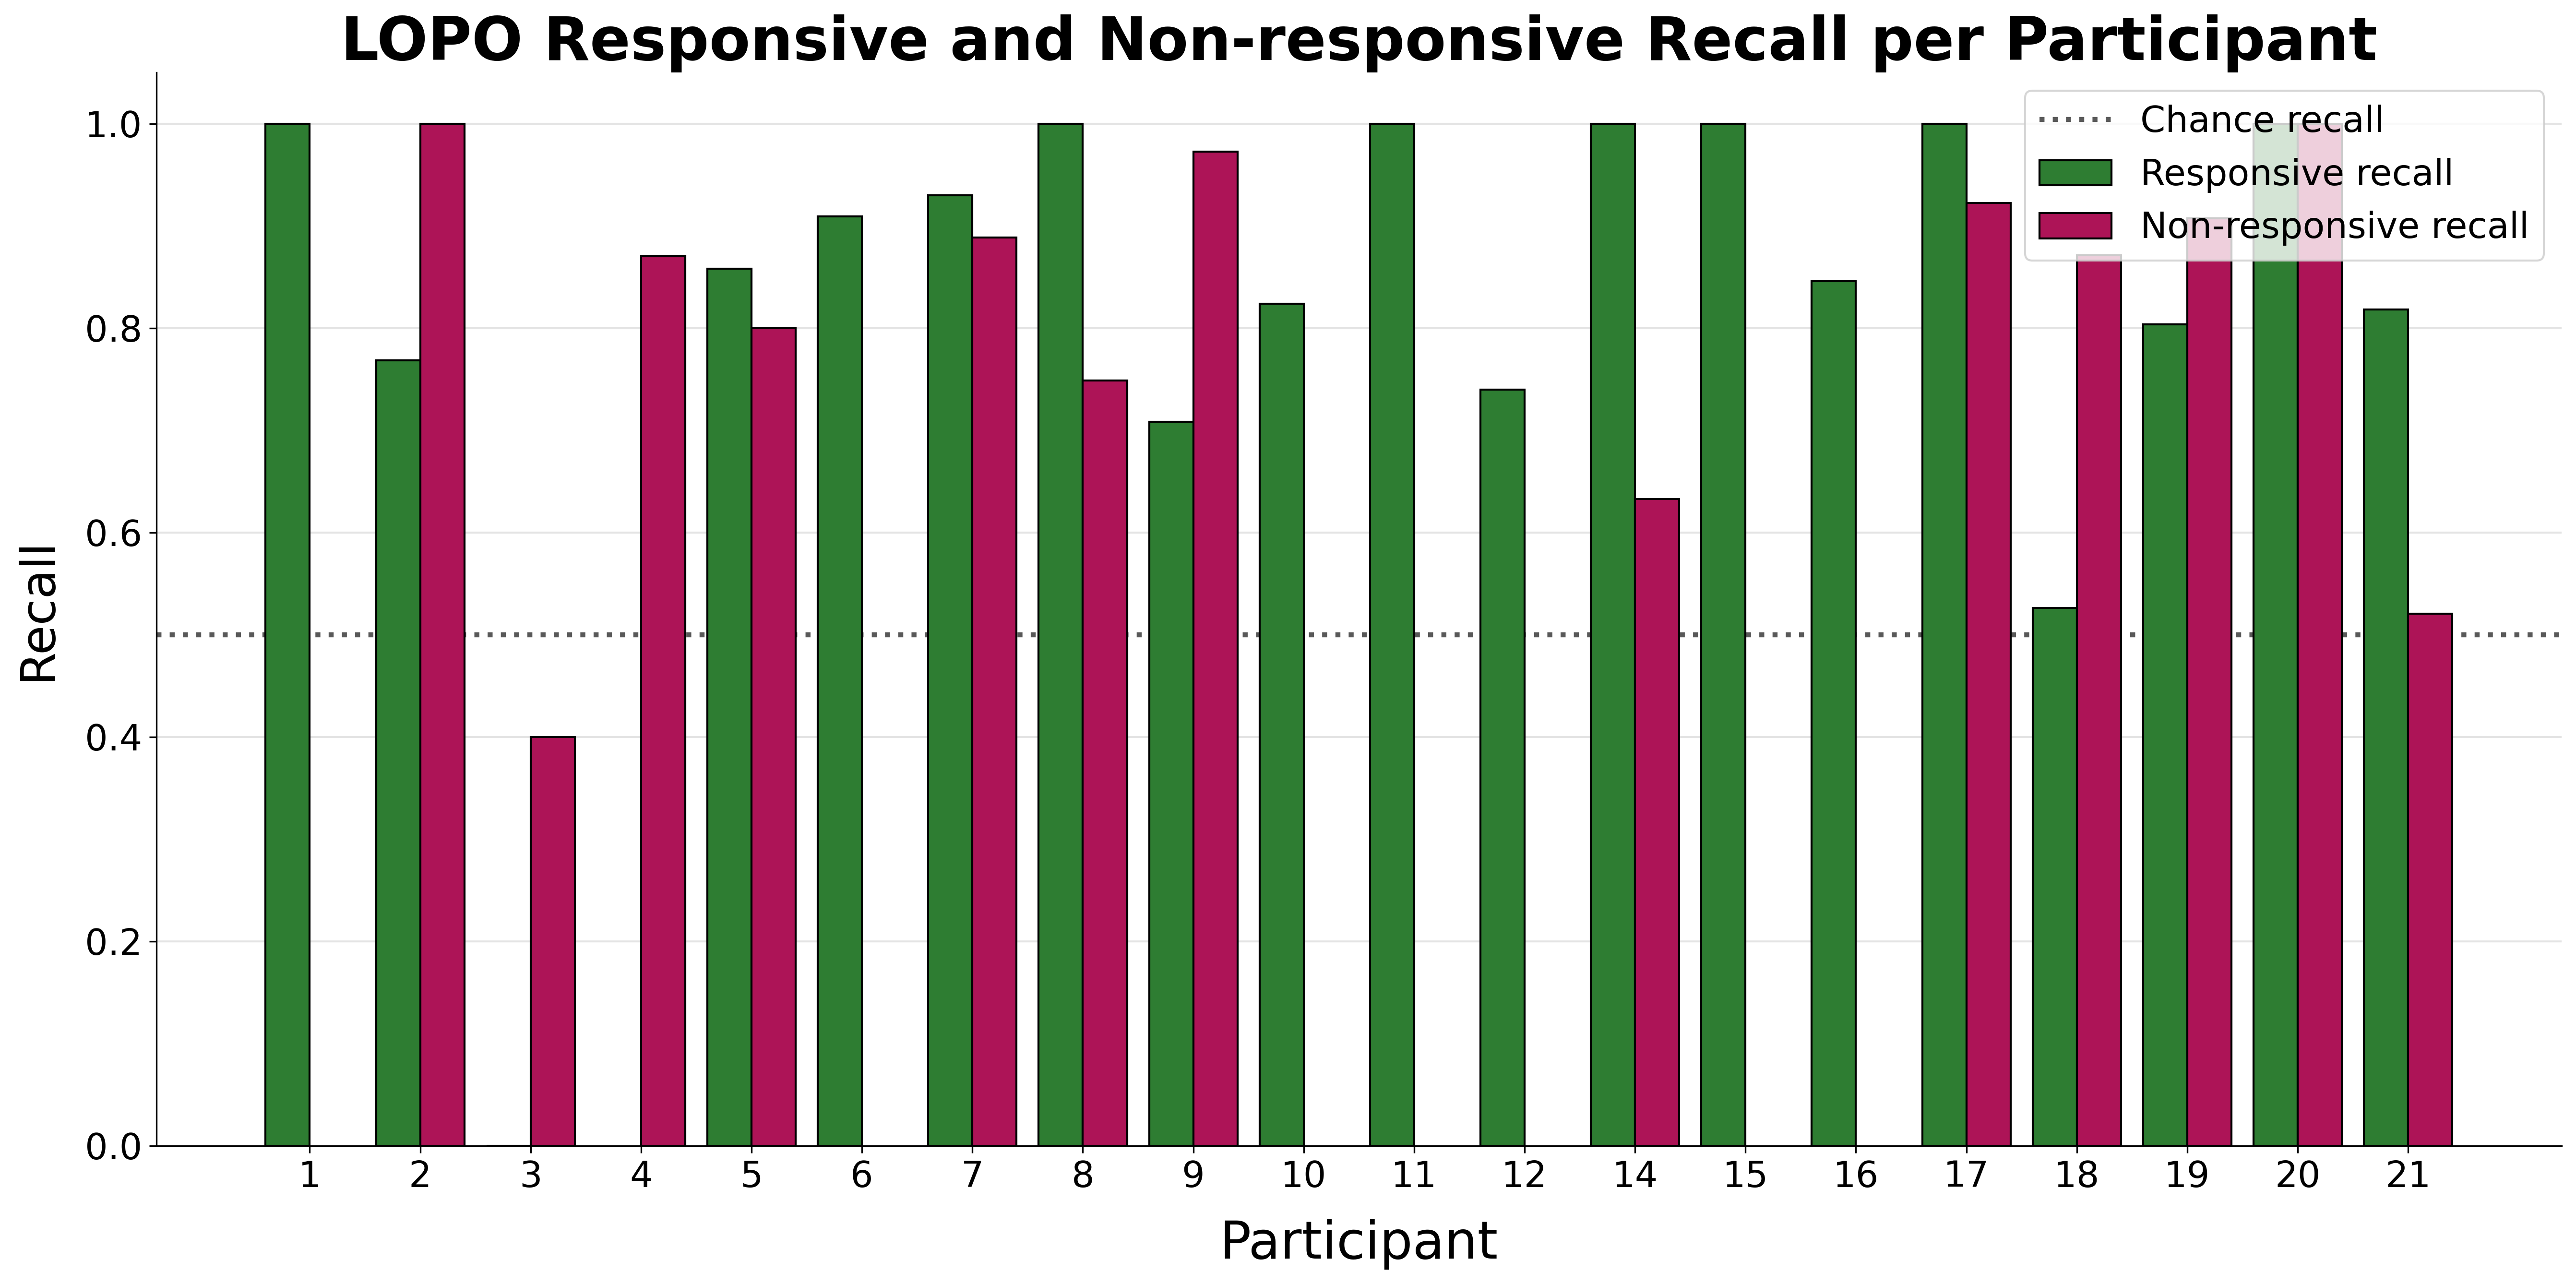 LOPO Responsive and Non-responsive Recall per Participant
Chance recall
Responsive recall
Non-responsive recall
1.0
0.8
0.6
0.4
0.2
0.0
Recall
1 2 3 4 5 6 7 8 9 10 11 12 14 15 16 17 18 19 20 21
Participant